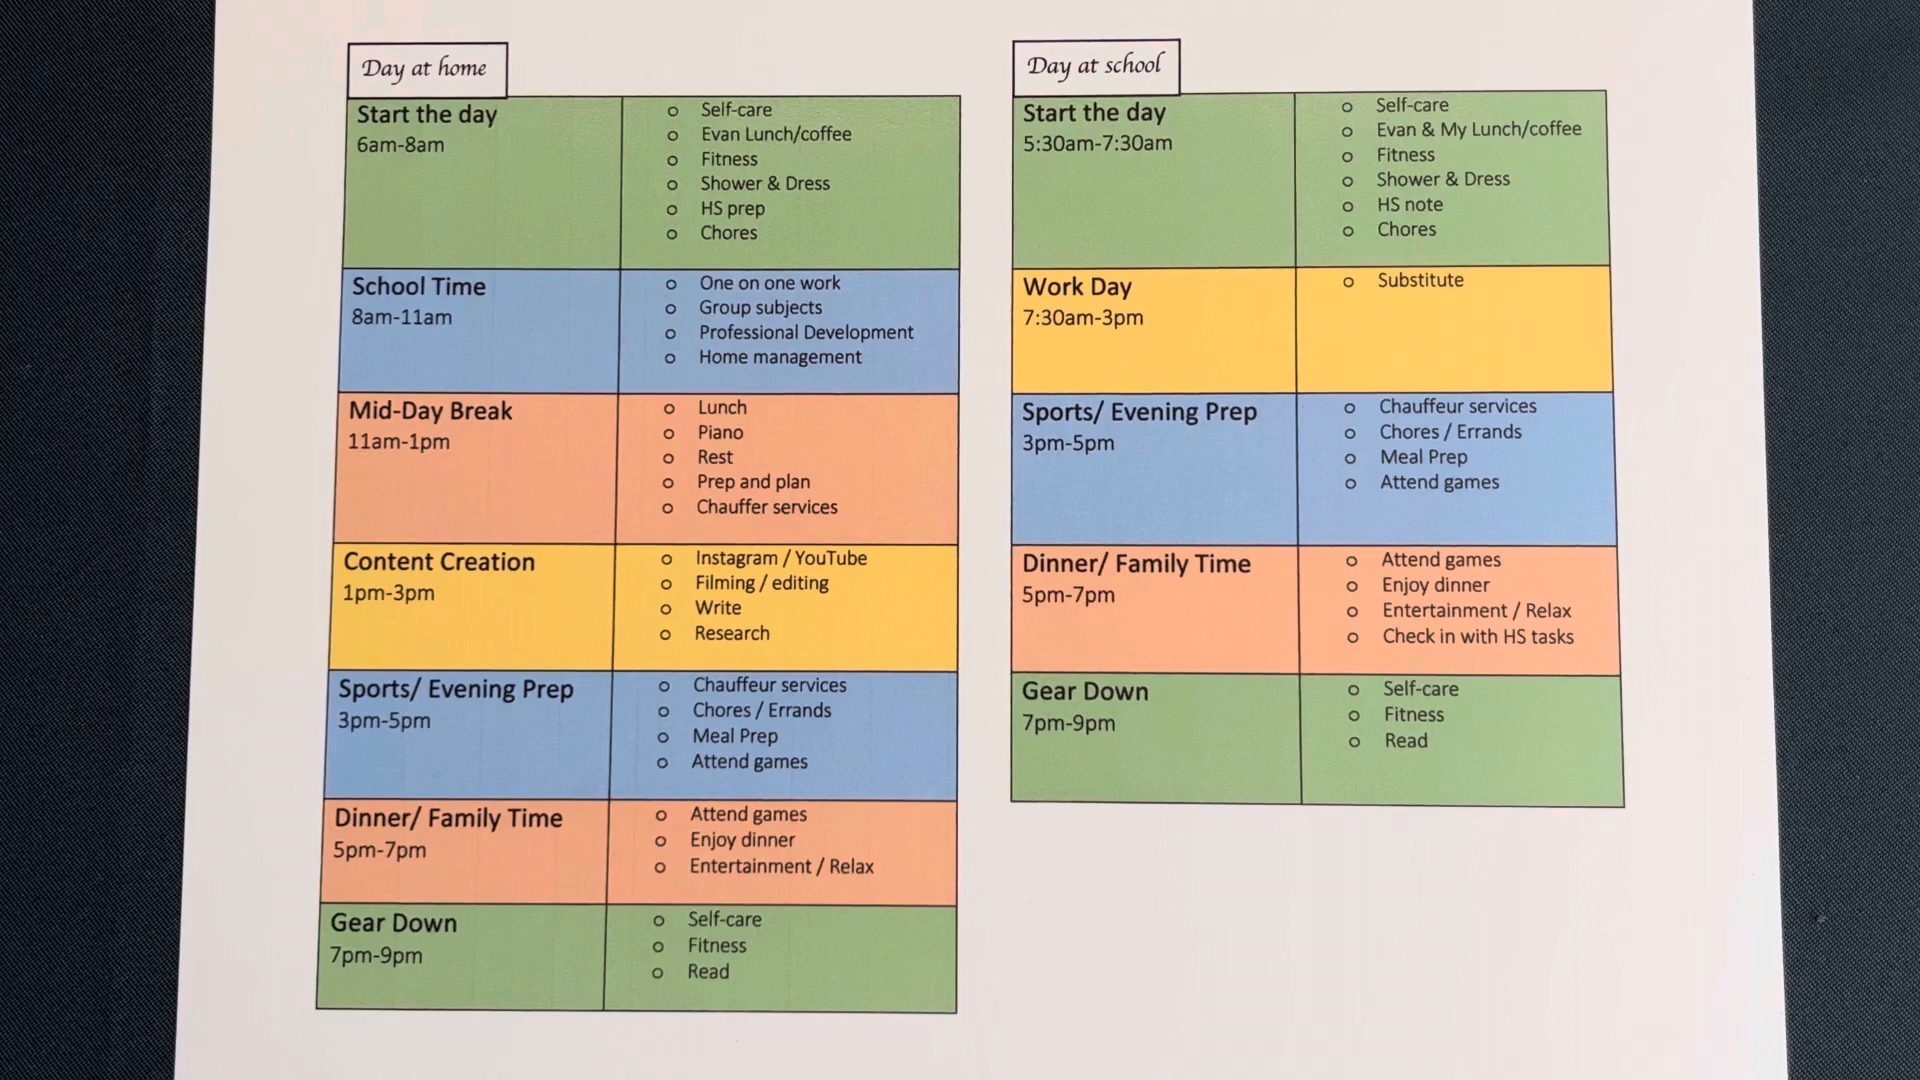 Day at home
Start the day
6am-8am
o Self-care
o Evan Lunch/coffee
o Fitness
o Shower & Dress
o HS prep
o Chores
School Time
8am-11am
o One on one work
o Group subjects
o Professional Development
o Home management
Mid-Day Break
11am-1pm
o Lunch
o Piano
o Rest
o Prep and plan
o Chauffer services
Content Creation
1pm-3pm
o Instagram / YouTube
o Filming / editing
o Write
o Research
Sports/ Evening Prep
3pm-5pm
o Chauffeur services
o Chores / Errands
o Meal Prep
o Attend games
Dinner/ Family Time
5pm-7pm
o Attend games
o Enjoy dinner
o Entertainment / Relax
Gear Down
7pm-9pm
o Self-care
o Fitness
o Read
Day at school
Start the day
5:30am-7:30am
o Self-care
o Evan & My Lunch/coffee
o Fitness
o Shower & Dress
o HS note
o Chores
Work Day
7:30am-3pm
o Substitute
Sports/ Evening Prep
3pm-5pm
o Chauffeur services
o Chores / Errands
o Meal Prep
o Attend games
Dinner/ Family Time
5pm-7pm
o Attend games
o Enjoy dinner
o Entertainment / Relax
o Check in with HS tasks
Gear Down
7pm-9pm
o Self-care
o Fitness
o Read